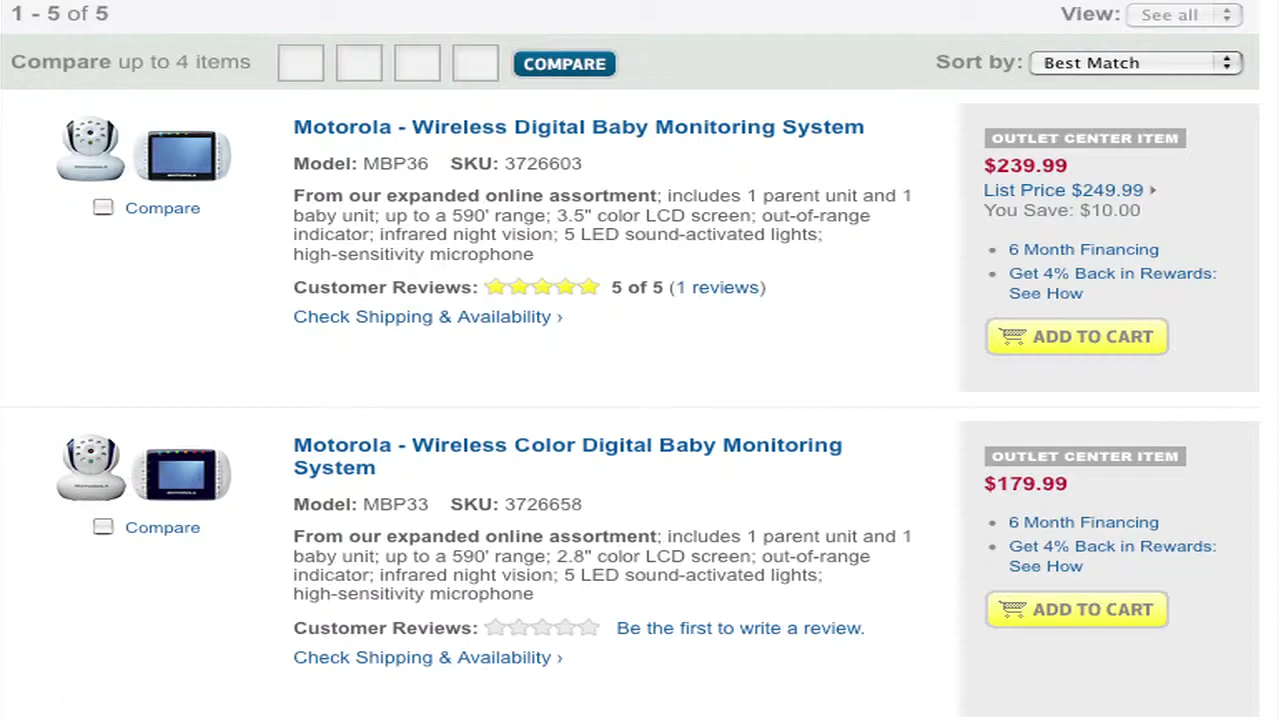 1 - 5 of 5
View: See all
Compare up to 4 items
COMPARE
Sort by: Best Match
Motorola - Wireless Digital Baby Monitoring System
Model: MBP36 SKU: 3726603
From our expanded online assortment; includes 1 parent unit and 1
baby unit; up to a 590' range; 3.5" color LCD screen; out-of-range
indicator; infrared night vision; 5 LED sound-activated lights;
high-sensitivity microphone
Customer Reviews: 5 of 5 (1 reviews)
Check Shipping & Availability ›
Compare
OUTLET CENTER ITEM
$239.99
List Price $249.99
You Save: $10.00
• 6 Month Financing
• Get 4% Back in Rewards:
See How
ADD TO CART
Motorola - Wireless Color Digital Baby Monitoring
System
Model: MBP33 SKU: 3726658
From our expanded online assortment; includes 1 parent unit and 1
baby unit; up to a 590' range; 2.8" color LCD screen; out-of-range
indicator; infrared night vision; 5 LED sound-activated lights;
high-sensitivity microphone
Customer Reviews: Be the first to write a review.
Check Shipping & Availability ›
Compare
OUTLET CENTER ITEM
$179.99
• 6 Month Financing
• Get 4% Back in Rewards:
See How
ADD TO CART